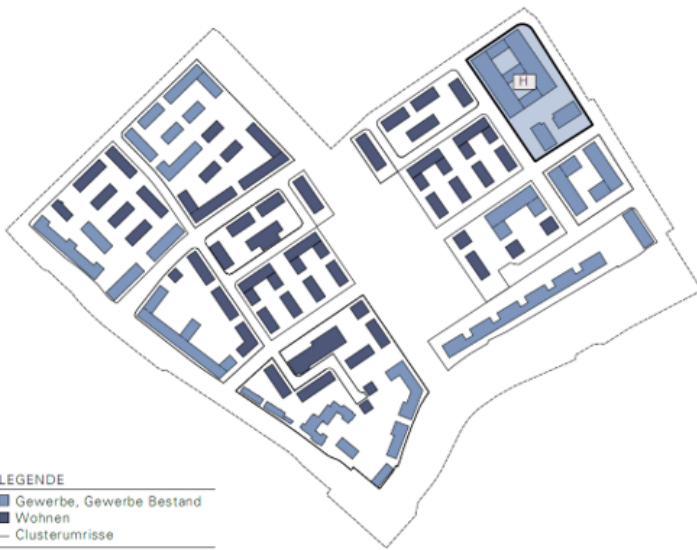 H
LEGENDE
Gewerbe, Gewerbe Bestand
Wohnen
Clusterumrisse